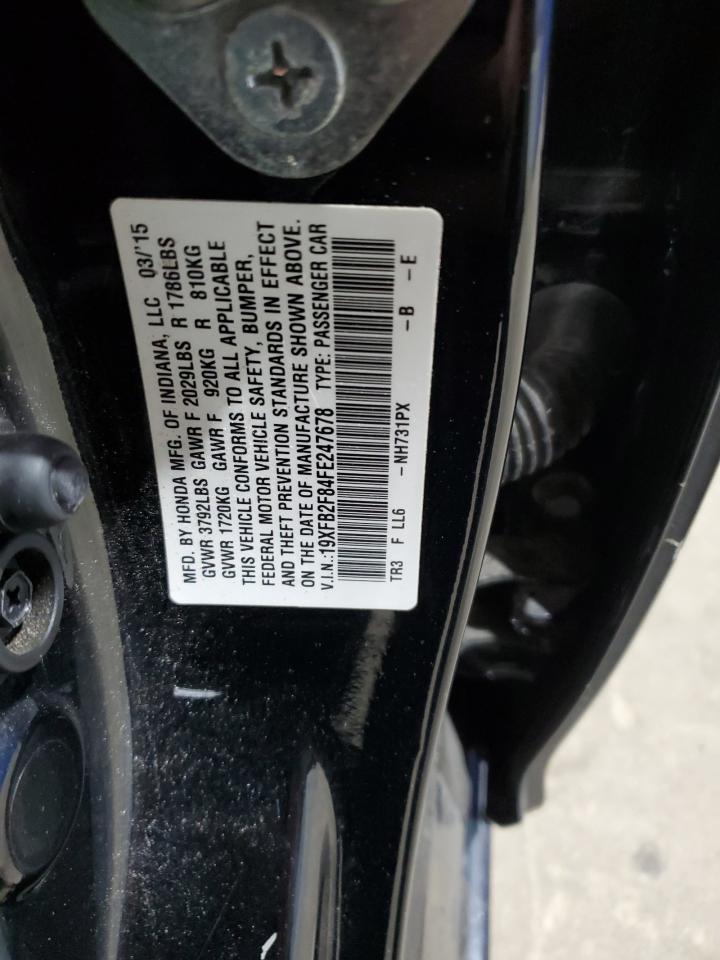 MFD. BY HONDA MFG. OF INDIANA, LLC 03/'15
GVWR 3792LBS GAWR F 2029LBS R 1786LBS
GVWR 1720KG GAWR F 920KG R 810KG
THIS VEHICLE CONFORMS TO ALL APPLICABLE
FEDERAL MOTOR VEHICLE SAFETY, BUMPER,
AND THEFT PREVENTION STANDARDS IN EFFECT
ON THE DATE OF MANUFACTURE SHOWN ABOVE.
V.I.N.:19XFB2F84FE247678 TYPE: PASSENGER CAR
TR3 F LL6 -NH731PX -B -E